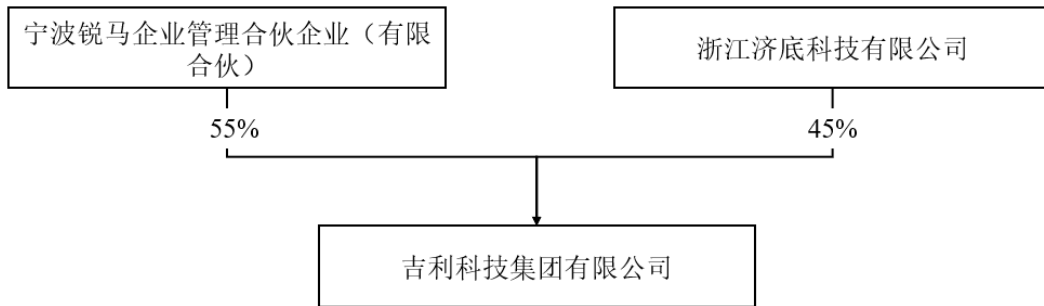 宁波锐马企业管理合伙企业（有限
合伙）
浙江济底科技有限公司
55%
45%
吉利科技集团有限公司